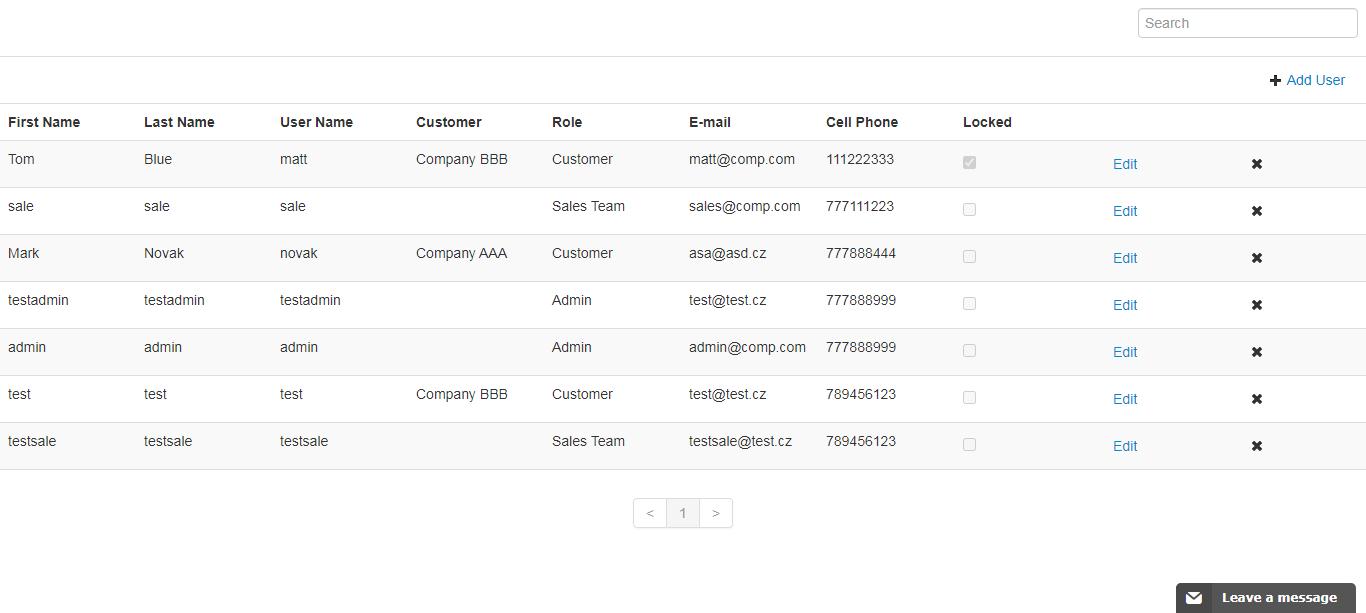 Search
Add User
First Name Last Name User Name Customer Role E-mail Cell Phone Locked
Tom Blue matt Company BBB Customer matt@comp.com 111222333 Edit
sale sale sale Sales Team sales@comp.com 777111223 Edit
Mark Novak novak Company AAA Customer asa@asd.cz 777888444 Edit
testadmin testadmin testadmin Admin test@test.cz 777888999 Edit
admin admin admin Admin admin@comp.com 777888999 Edit
test test test Company BBB Customer test@test.cz 789456123 Edit
testsale testsale testsale Sales Team testsale@test.cz 789456123 Edit
< 1 >
Leave a message